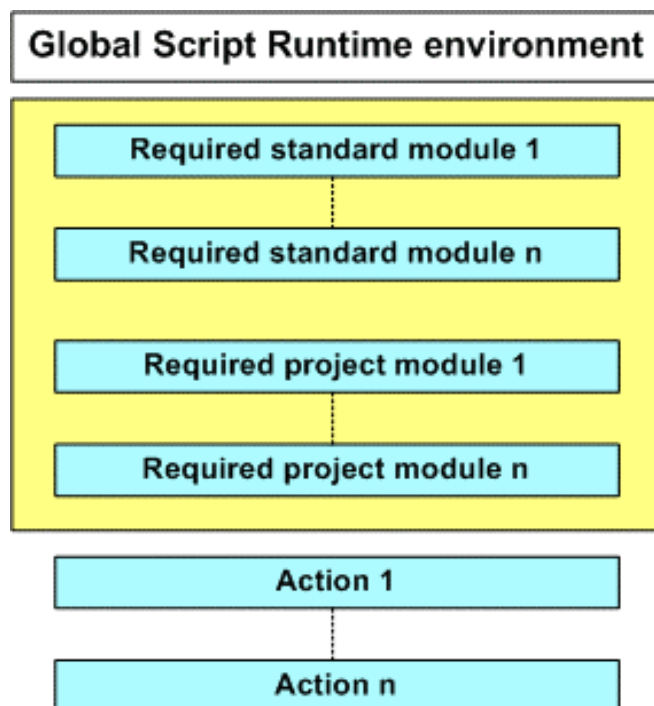 Global Script Runtime environment
Required standard module 1
Required standard module n
Required project module 1
Required project module n
Action 1
Action n